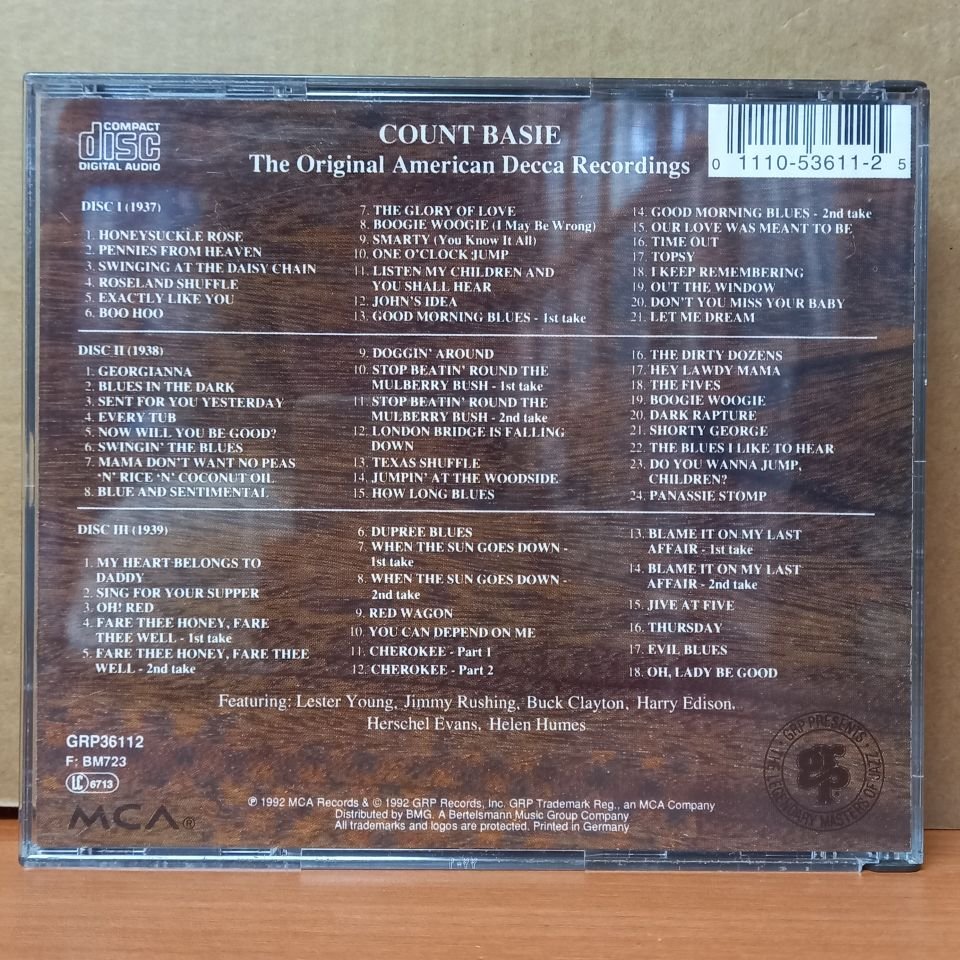 COMPACT
disc
DIGITAL AUDIO
COUNT BASIE
The Original American Decca Recordings
0 1110-53611-2 5
DISC I (1937)
1. HONEYSUCKLE ROSE
2. PENNIES FROM HEAVEN
3. SWINGING AT THE DAISY CHAIN
4. ROSELAND SHUFFLE
5. EXACTLY LIKE YOU
6. BOO HOO
7. THE GLORY OF LOVE
8. BOOGIE WOOGIE (I May Be Wrong)
9. SMARTY (You Know It All)
10. ONE O'CLOCK JUMP
11. LISTEN MY CHILDREN AND
YOU SHALL HEAR
12. JOHN'S IDEA
13. GOOD MORNING BLUES - 1st take
14. GOOD MORNING BLUES - 2nd take
15. OUR LOVE WAS MEANT TO BE
16. TIME OUT
17. TOPSY
18. I KEEP REMEMBERING
19. OUT THE WINDOW
20. DON'T YOU MISS YOUR BABY
21. LET ME DREAM
DISC II (1938)
1. GEORGIANNA
2. BLUES IN THE DARK
3. SENT FOR YOU YESTERDAY
4. EVERY TUB
5. NOW WILL YOU BE GOOD?
6. SWINGIN' THE BLUES
7. MAMA DON'T WANT NO PEAS
'N' RICE 'N' COCONUT OIL
8. BLUE AND SENTIMENTAL
9. DOGGIN' AROUND
10. STOP BEATIN' ROUND THE
MULBERRY BUSH - 1st take
11. STOP BEATIN' ROUND THE
MULBERRY BUSH - 2nd take
12. LONDON BRIDGE IS FALLING
DOWN
13. TEXAS SHUFFLE
14. JUMPIN' AT THE WOODSIDE
15. HOW LONG BLUES
16. THE DIRTY DOZENS
17. HEY LAWDY MAMA
18. THE FIVES
19. BOOGIE WOOGIE
20. DARK RAPTURE
21. SHORTY GEORGE
22. THE BLUES I LIKE TO HEAR
23. DO YOU WANNA JUMP,
CHILDREN?
24. PANASSIE STOMP
DISC III (1939)
1. MY HEART BELONGS TO
DADDY
2. SING FOR YOUR SUPPER
3. OH! RED
4. FARE THEE HONEY, FARE
THEE WELL - 1st take
5. FARE THEE HONEY, FARE THEE
WELL - 2nd take
6. DUPREE BLUES
7. WHEN THE SUN GOES DOWN -
1st take
8. WHEN THE SUN GOES DOWN -
2nd take
9. RED WAGON
10. YOU CAN DEPEND ON ME
11. CHEROKEE - Part 1
12. CHEROKEE - Part 2
13. BLAME IT ON MY LAST
AFFAIR - 1st take
14. BLAME IT ON MY LAST
AFFAIR - 2nd take
15. JIVE AT FIVE
16. THURSDAY
17. EVIL BLUES
18. OH, LADY BE GOOD
Featuring: Lester Young, Jimmy Rushing, Buck Clayton, Harry Edison,
Herschel Evans, Helen Humes
GRP36112
F: BM723
LC 6713
MCA®
℗ 1992 MCA Records & © 1992 GRP Records, Inc. GRP Trademark Reg., an MCA Company
Distributed by BMG. A Bertelsmann Music Group Company
All trademarks and logos are protected. Printed in Germany
GRP PRESENTS
GRP
OF JAZZ